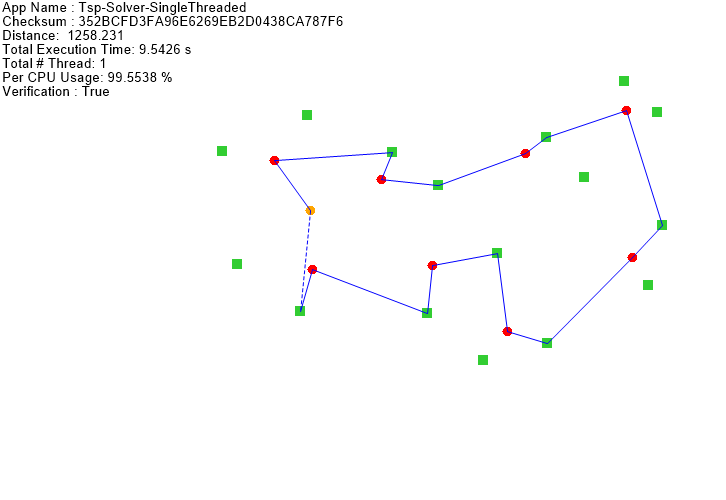 App Name : Tsp-Solver-SingleThreaded
Checksum : 352BCFD3FA96E6269EB2D0438CA787F6
Distance:  1258.231
Total Execution Time: 9.5426 s
Total # Thread: 1
Per CPU Usage: 99.5538 %
Verification : True